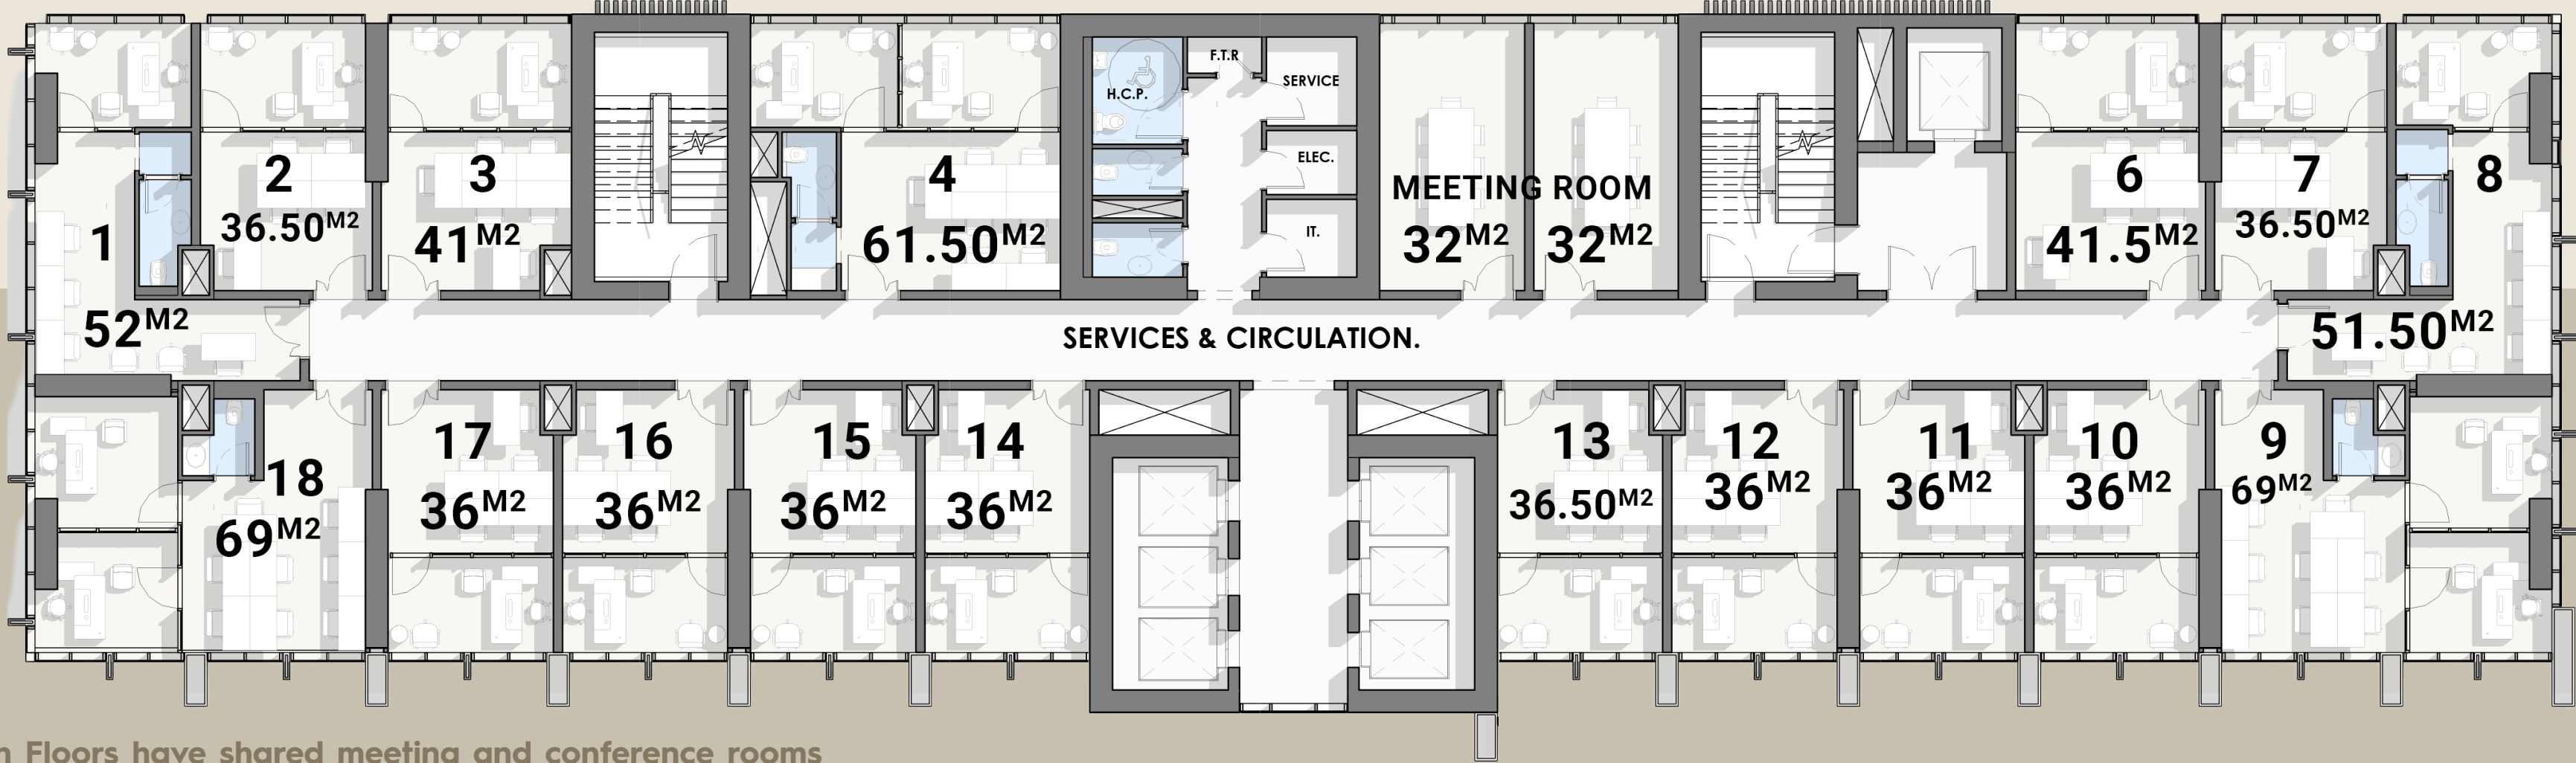 1
52M2
2
36.50M2
3
41M2
4
61.50M2
H.C.P.
F.T.R
SERVICE
ELEC.
IT.
MEETING ROOM
32M2
32M2
6
41.5M2
7
36.50M2
8
51.50M2
SERVICES & CIRCULATION.
18
69M2
17
36M2
16
36M2
15
36M2
14
36M2
13
36.50M2
12
36M2
11
36M2
10
36M2
9
69M2
Floors have shared meeting and conference rooms